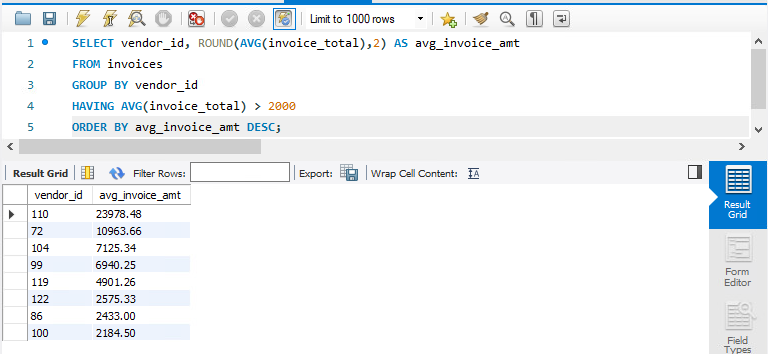 Limit to 1000 rows
1 SELECT vendor_id, ROUND(AVG(invoice_total),2) AS avg_invoice_amt
2 FROM invoices
3 GROUP BY vendor_id
4 HAVING AVG(invoice_total) > 2000
5 ORDER BY avg_invoice_amt DESC;
Result Grid Filter Rows: Export: Wrap Cell Content:
vendor_id avg_invoice_amt
110 23978.48
72 10963.66
104 7125.34
99 6940.25
119 4901.26
122 2575.33
86 2433.00
100 2184.50
Result
Grid
Form
Editor
Field
Types